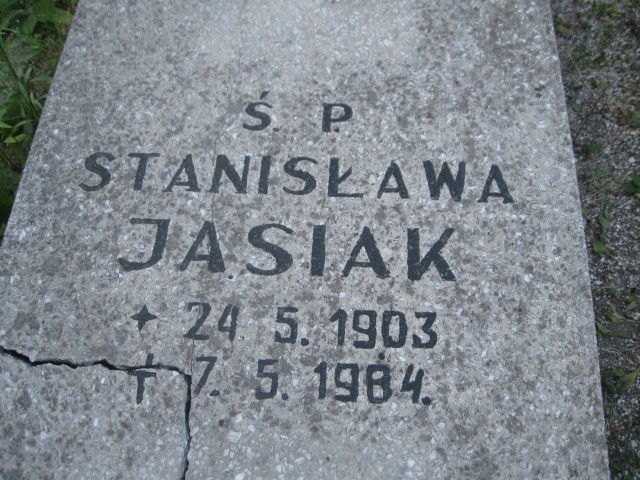 Ś. P.
STANISŁAWA
JASIAK
✦ 24 5. 1903
† 7. 5. 1984.